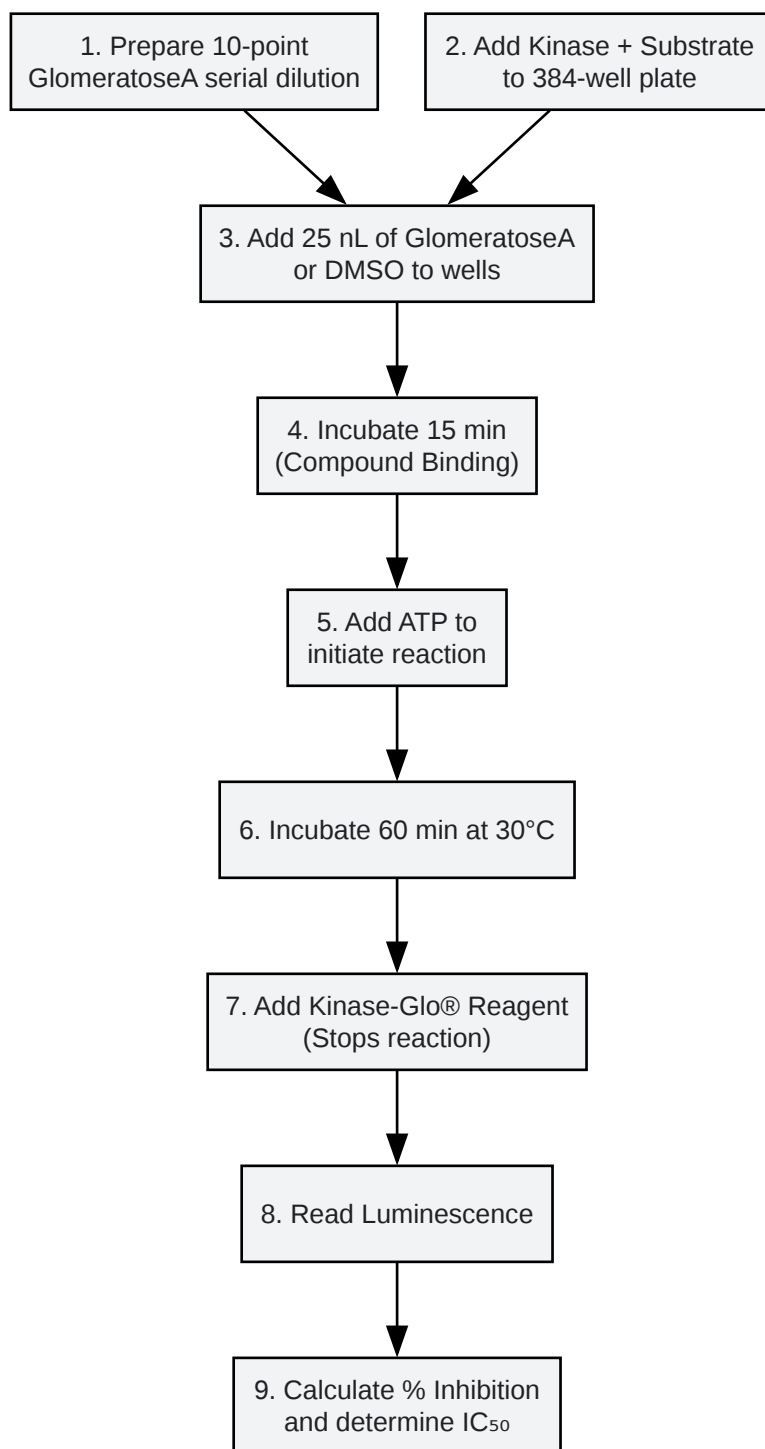 1. Prepare 10-point
GlomeratoseA serial dilution
2. Add Kinase + Substrate
to 384-well plate
3. Add 25 nL of GlomeratoseA
or DMSO to wells
4. Incubate 15 min
(Compound Binding)
5. Add ATP to
initiate reaction
6. Incubate 60 min at 30°C
7. Add Kinase-Glo® Reagent
(Stops reaction)
8. Read Luminescence
9. Calculate % Inhibition
and determine IC₅₀